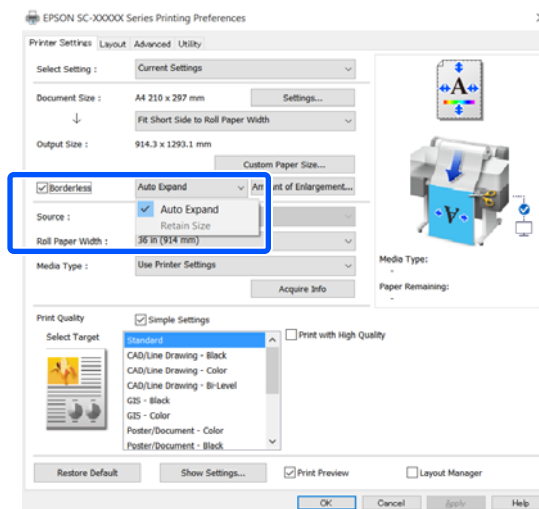 EPSON SC-XXXXX Series Printing Preferences
Printer Settings Layout Advanced Utility
Select Setting : Current Settings
Document Size : A4 210 x 297 mm Settings...
Fit Short Side to Roll Paper Width
Output Size : 914.3 x 1293.1 mm
Custom Paper Size...
Borderless Auto Expand Amount of Enlargement...
Auto Expand
Source :
Retain Size
Roll Paper Width : 36 in (914 mm)
Media Type : Use Printer Settings
Acquire Info
A
A
Media Type:
-
Paper Remaining:
-
Print Quality Simple Settings
Select Target
Standard
CAD/Line Drawing - Black
CAD/Line Drawing - Color
CAD/Line Drawing - Bi-Level
GIS - Black
GIS - Color
Poster/Document - Color
Poster/Document - Black
Print with High Quality
Restore Default Show Settings... Print Preview Layout Manager
OK Cancel Apply Help